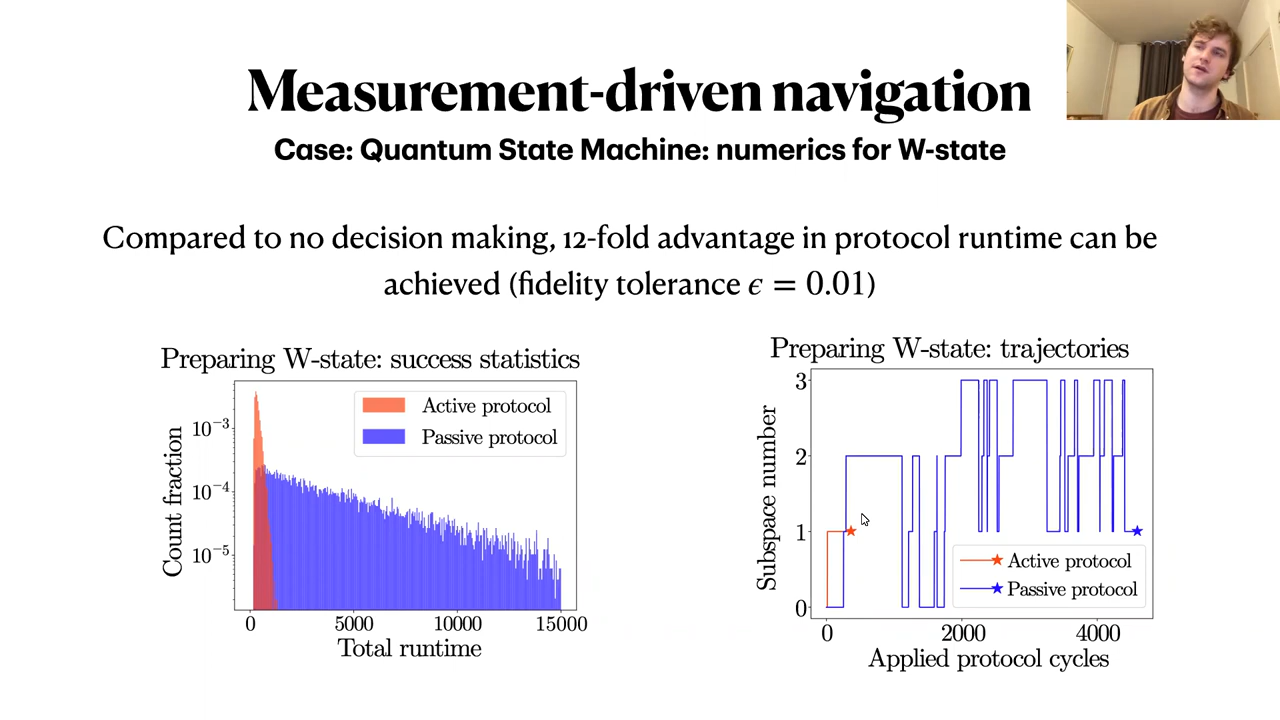 Measurement-driven navigation
Case: Quantum State Machine: numerics for W-state
Compared to no decision making, 12-fold advantage in protocol runtime can be
achieved (fidelity tolerance ϵ = 0.01)
Preparing W-state: success statistics
Count fraction
10⁻³
10⁻⁴
10⁻⁵
Active protocol
Passive protocol
0 5000 10000 15000
Total runtime
Preparing W-state: trajectories
Subspace number
3
2
1
0
Active protocol
Passive protocol
0 2000 4000
Applied protocol cycles